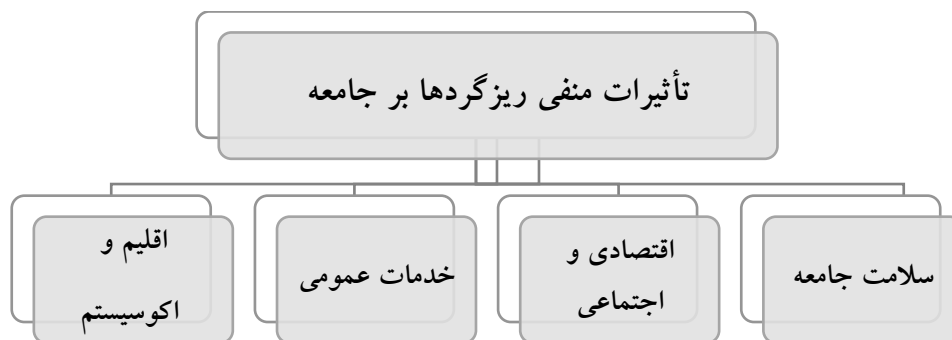 تأثیرات منفی ریزگردها بر جامعه
سلامت جامعه
اقتصادی و
اجتماعی
خدمات عمومی
اقلیم و
اکوسیستم